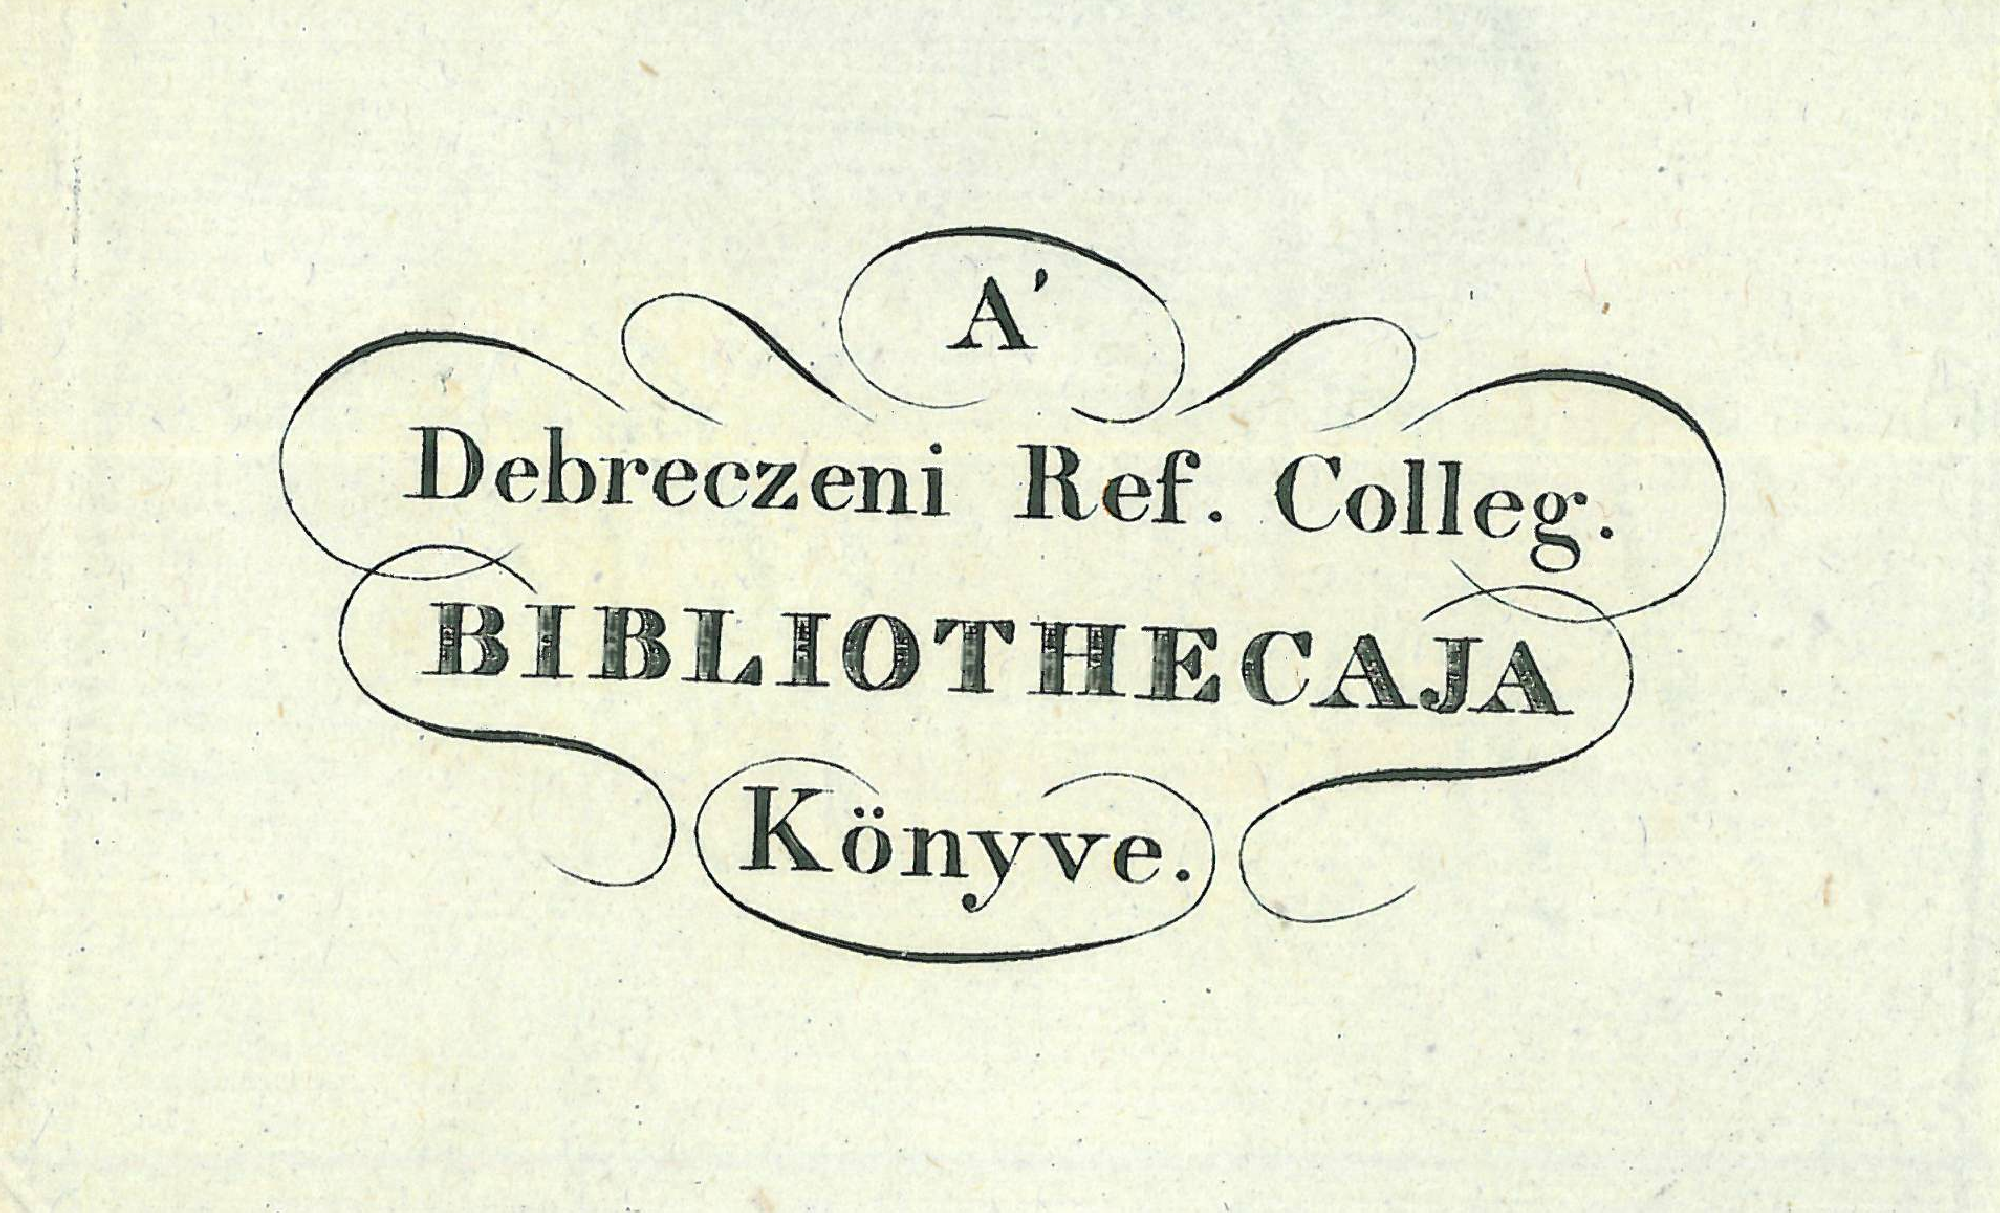 A'
Debreczeni Ref. Colleg.
BIBLIOTHECAJA
Könyve.